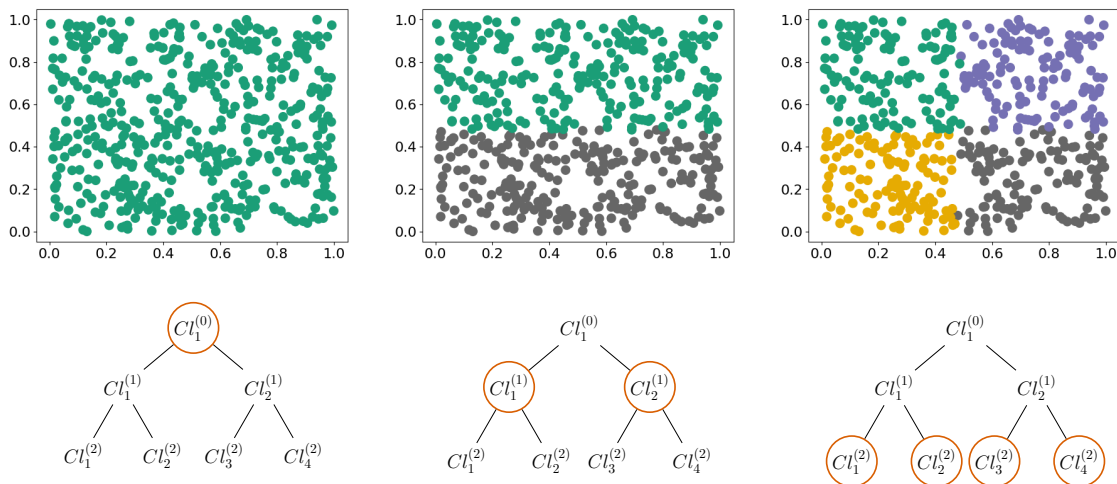 1.0 0.8 0.6 0.4 0.2 0.0
0.0 0.2 0.4 0.6 0.8 1.0
1.0 0.8 0.6 0.4 0.2 0.0
0.0 0.2 0.4 0.6 0.8 1.0
1.0 0.8 0.6 0.4 0.2 0.0
0.0 0.2 0.4 0.6 0.8 1.0
Cl_1^{(0)}
Cl_1^{(1)} Cl_2^{(1)}
Cl_1^{(2)} Cl_2^{(2)} Cl_3^{(2)} Cl_4^{(2)}
Cl_1^{(0)}
Cl_1^{(1)} Cl_2^{(1)}
Cl_1^{(2)} Cl_2^{(2)} Cl_3^{(2)} Cl_4^{(2)}
Cl_1^{(0)}
Cl_1^{(1)} Cl_2^{(1)}
Cl_1^{(2)} Cl_2^{(2)} Cl_3^{(2)} Cl_4^{(2)}